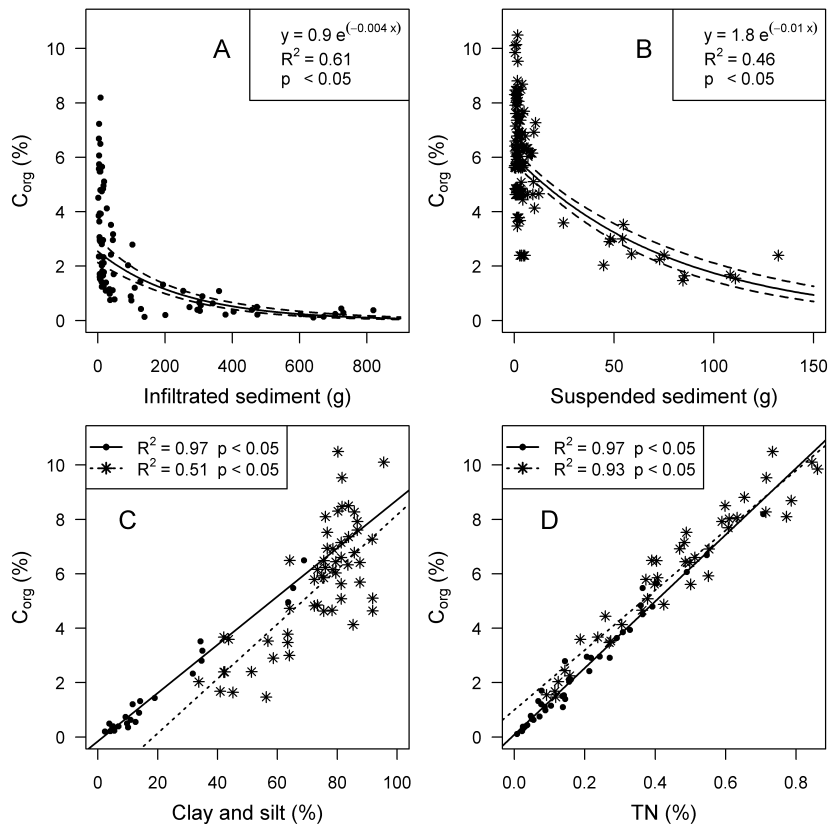 A
y = 0.9 e(−0.004 x)
R2 = 0.61
p < 0.05
Corg (%)
10
8
6
4
2
0
0 200 400 600 800
Infiltrated sediment (g)
B
y = 1.8 e(−0.01 x)
R2 = 0.46
p < 0.05
Corg (%)
10
8
6
4
2
0
0 50 100 150
Suspended sediment (g)
R2 = 0.97 p < 0.05
R2 = 0.51 p < 0.05
C
Corg (%)
10
8
6
4
2
0
0 20 40 60 80 100
Clay and silt (%)
R2 = 0.97 p < 0.05
R2 = 0.93 p < 0.05
D
Corg (%)
10
8
6
4
2
0
0.0 0.2 0.4 0.6 0.8
TN (%)